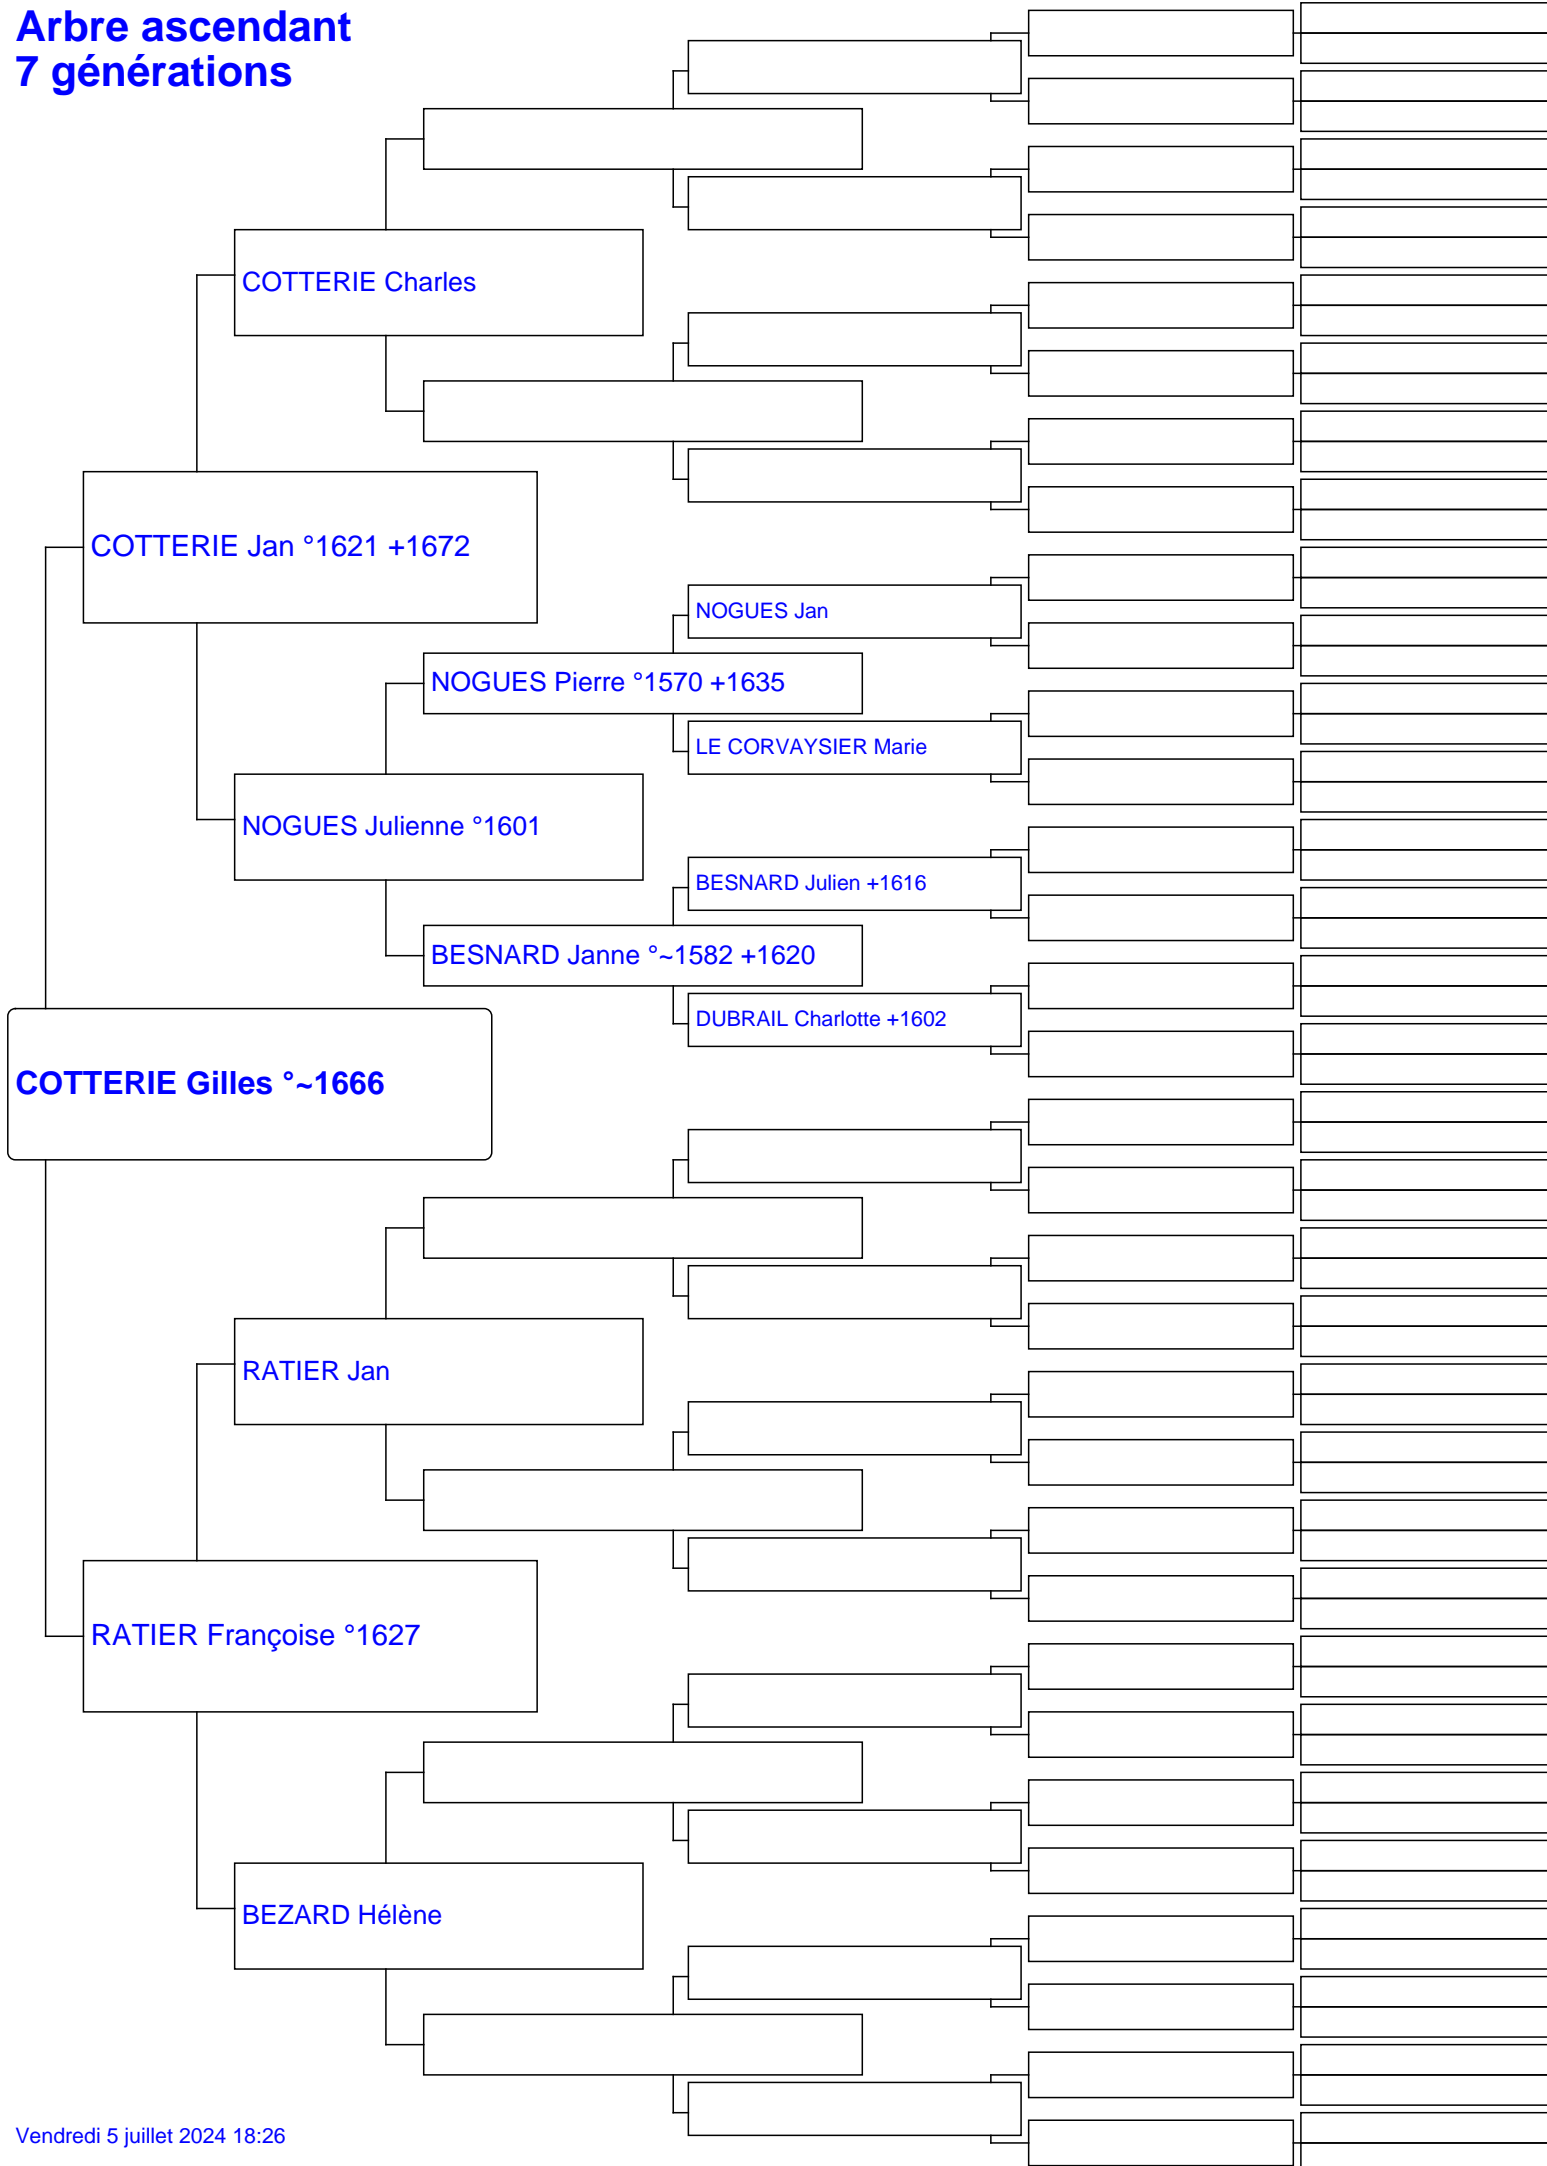 Arbre ascendant
7 générations
COTTERIE Charles
COTTERIE Jan °1621 +1672
NOGUES Jan
NOGUES Pierre °1570 +1635
LE CORVAYSIER Marie
NOGUES Julienne °1601
BESNARD Julien +1616
BESNARD Janne °~1582 +1620
DUBRAIL Charlotte +1602
COTTERIE Gilles °~1666
RATIER Jan
RATIER Françoise °1627
BEZARD Hélène
Vendredi 5 juillet 2024 18:26